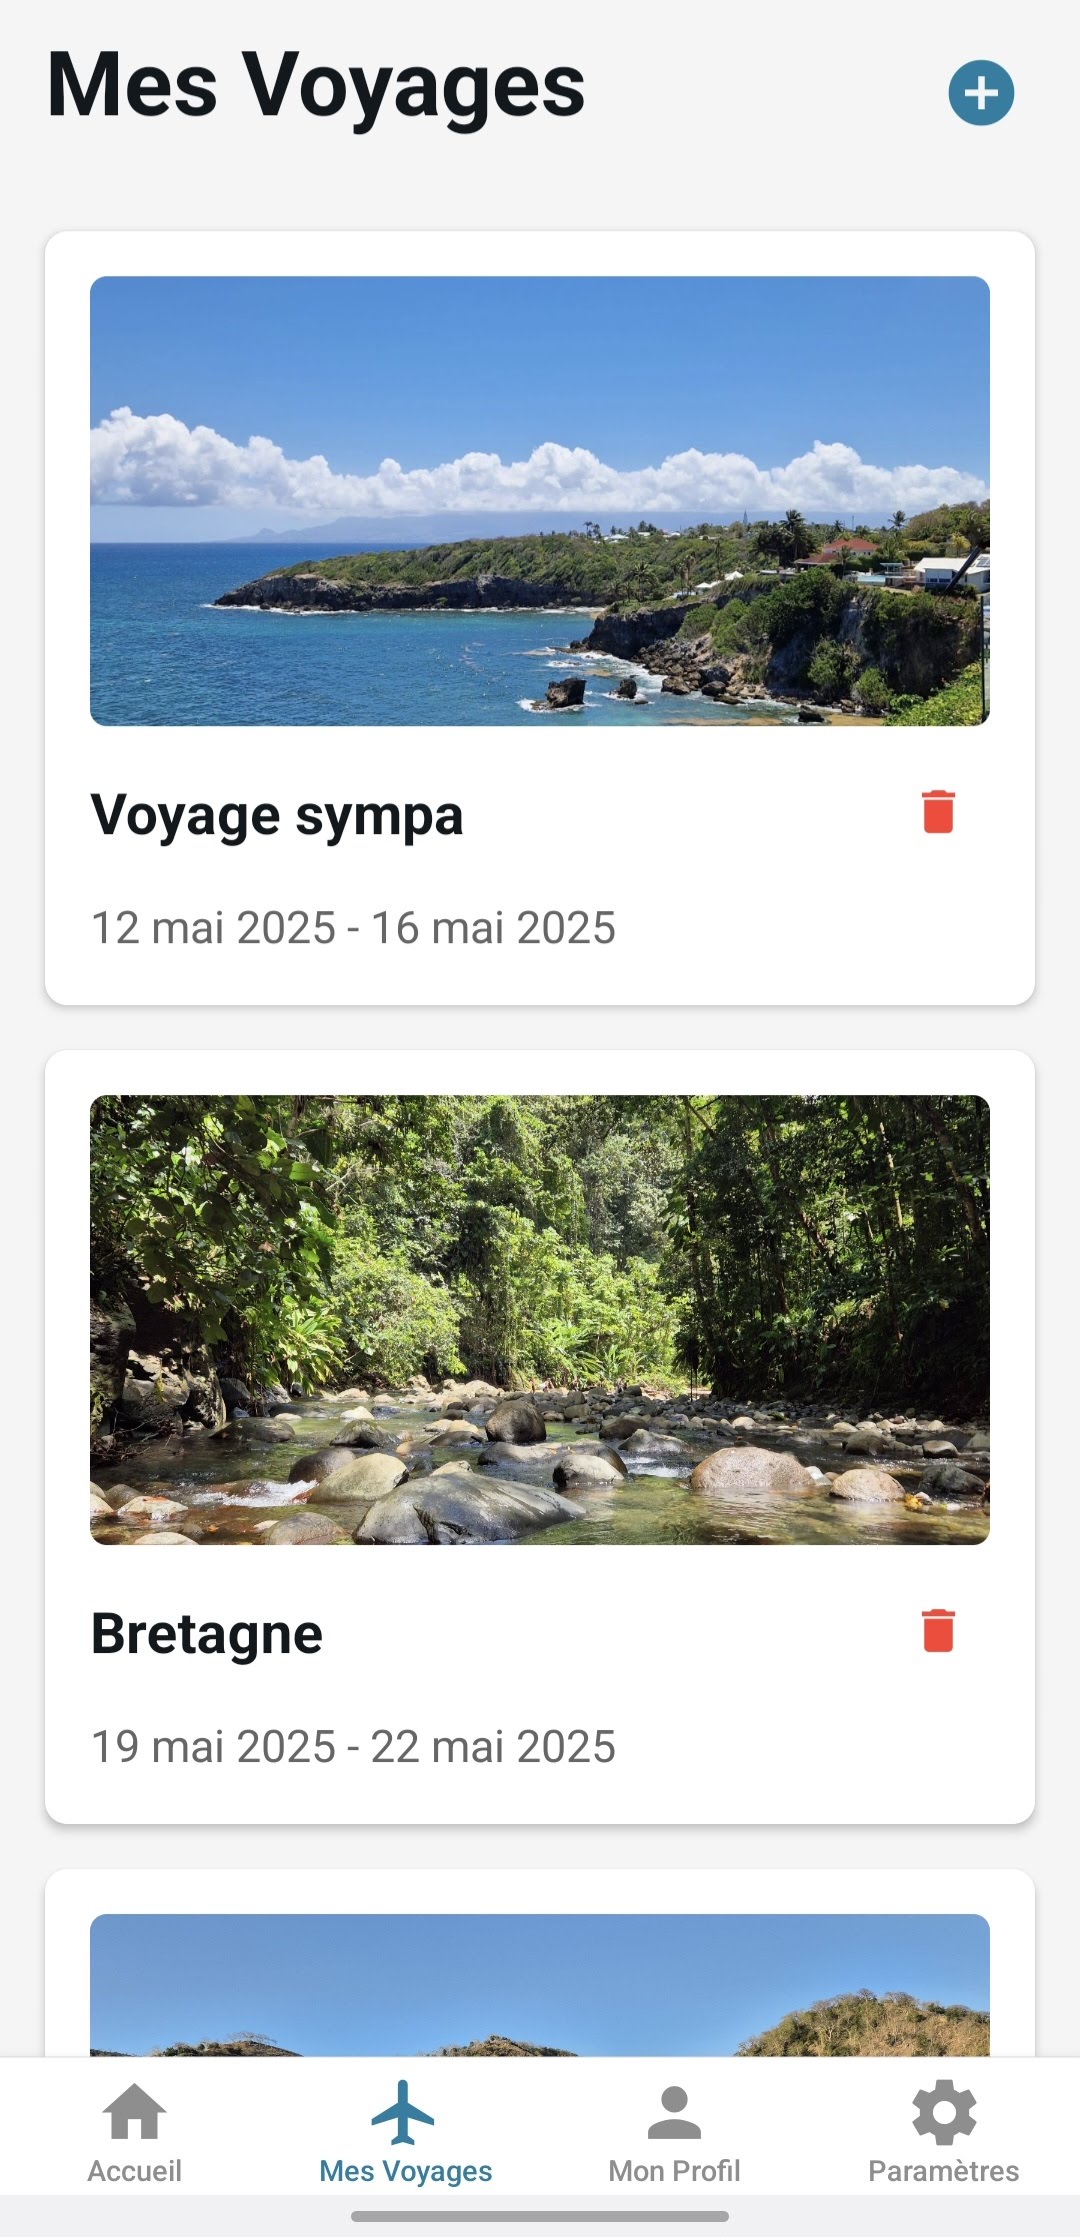 Mes Voyages
Voyage sympa
12 mai 2025 - 16 mai 2025
Bretagne
19 mai 2025 - 22 mai 2025
Accueil
Mes Voyages
Mon Profil
Paramètres